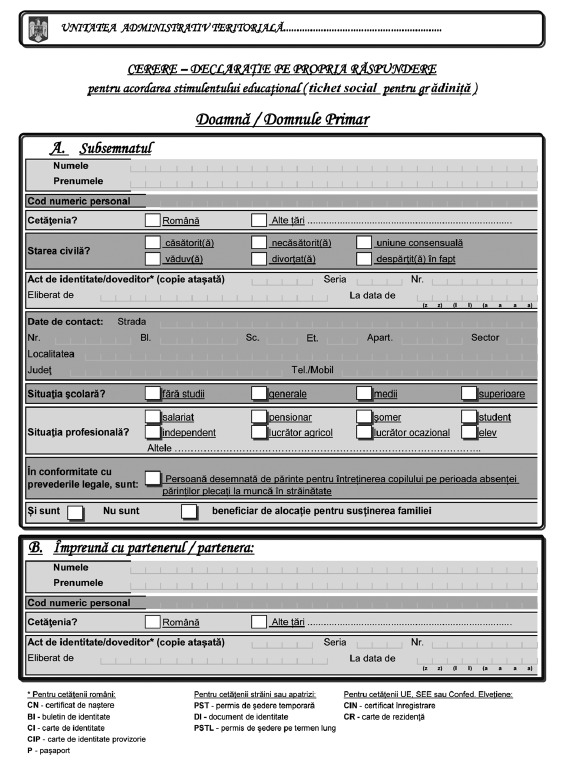 UNITATEA ADMINISTRATIV TERITORIALĂ..........................................................
CERERE – DECLARAȚIE PE PROPRIA RĂSPUNDERE
pentru acordarea stimulentului educațional ( tichet social pentru grădiniță )
Doamnă / Domnule Primar
A. Subsemnatul
Numele
Prenumele
Cod numeric personal
Cetăţenia? Română Alte țări ..........................................................
Starea civilă? căsătorit(ă) necăsătorit(ă) uniune consensuală
văduv(ă) divorțat(ă) despărțit(ă) în fapt
Act de identitate/doveditor* (copie atașată) Seria Nr.
Eliberat de La data de
(z z) (l l) (a a a a)
Date de contact: Strada
Nr. Bl. Sc. Et. Apart. Sector
Localitatea
Județ Tel./Mobil
Situația școlară? fără studii generale medii superioare
Situația profesională? salariat pensionar șomer student
independent lucrător agricol lucrător ocazional elev
Altele ..........................................................
În conformitate cu prevederile legale, sunt: Persoană desemnată de părinte pentru întreținerea copilului pe perioada absenței
părinților plecați la muncă în străinătate
Și sunt Nu sunt beneficiar de alocație pentru susținerea familiei
B. Împreună cu partenerul / partenera:
Numele
Prenumele
Cod numeric personal
Cetăţenia? Română Alte țări ..........................................................
Act de identitate/doveditor* (copie atașată) Seria Nr.
Eliberat de La data de
(z z) (l l) (a a a a)
* Pentru cetățenii români: Pentru cetățenii străini sau apatrizi: Pentru cetățenii UE, SEE sau Confed. Elvețiene:
CN - certificat de naștere PST - permis de ședere temporară CIN - certificat înregistrare
BI - buletin de identitate DI - document de identitate CR - carte de rezidență
CI - carte de identitate PSTL - permis de ședere pe termen lung
CIP - carte de identitate provizorie
P - pașaport